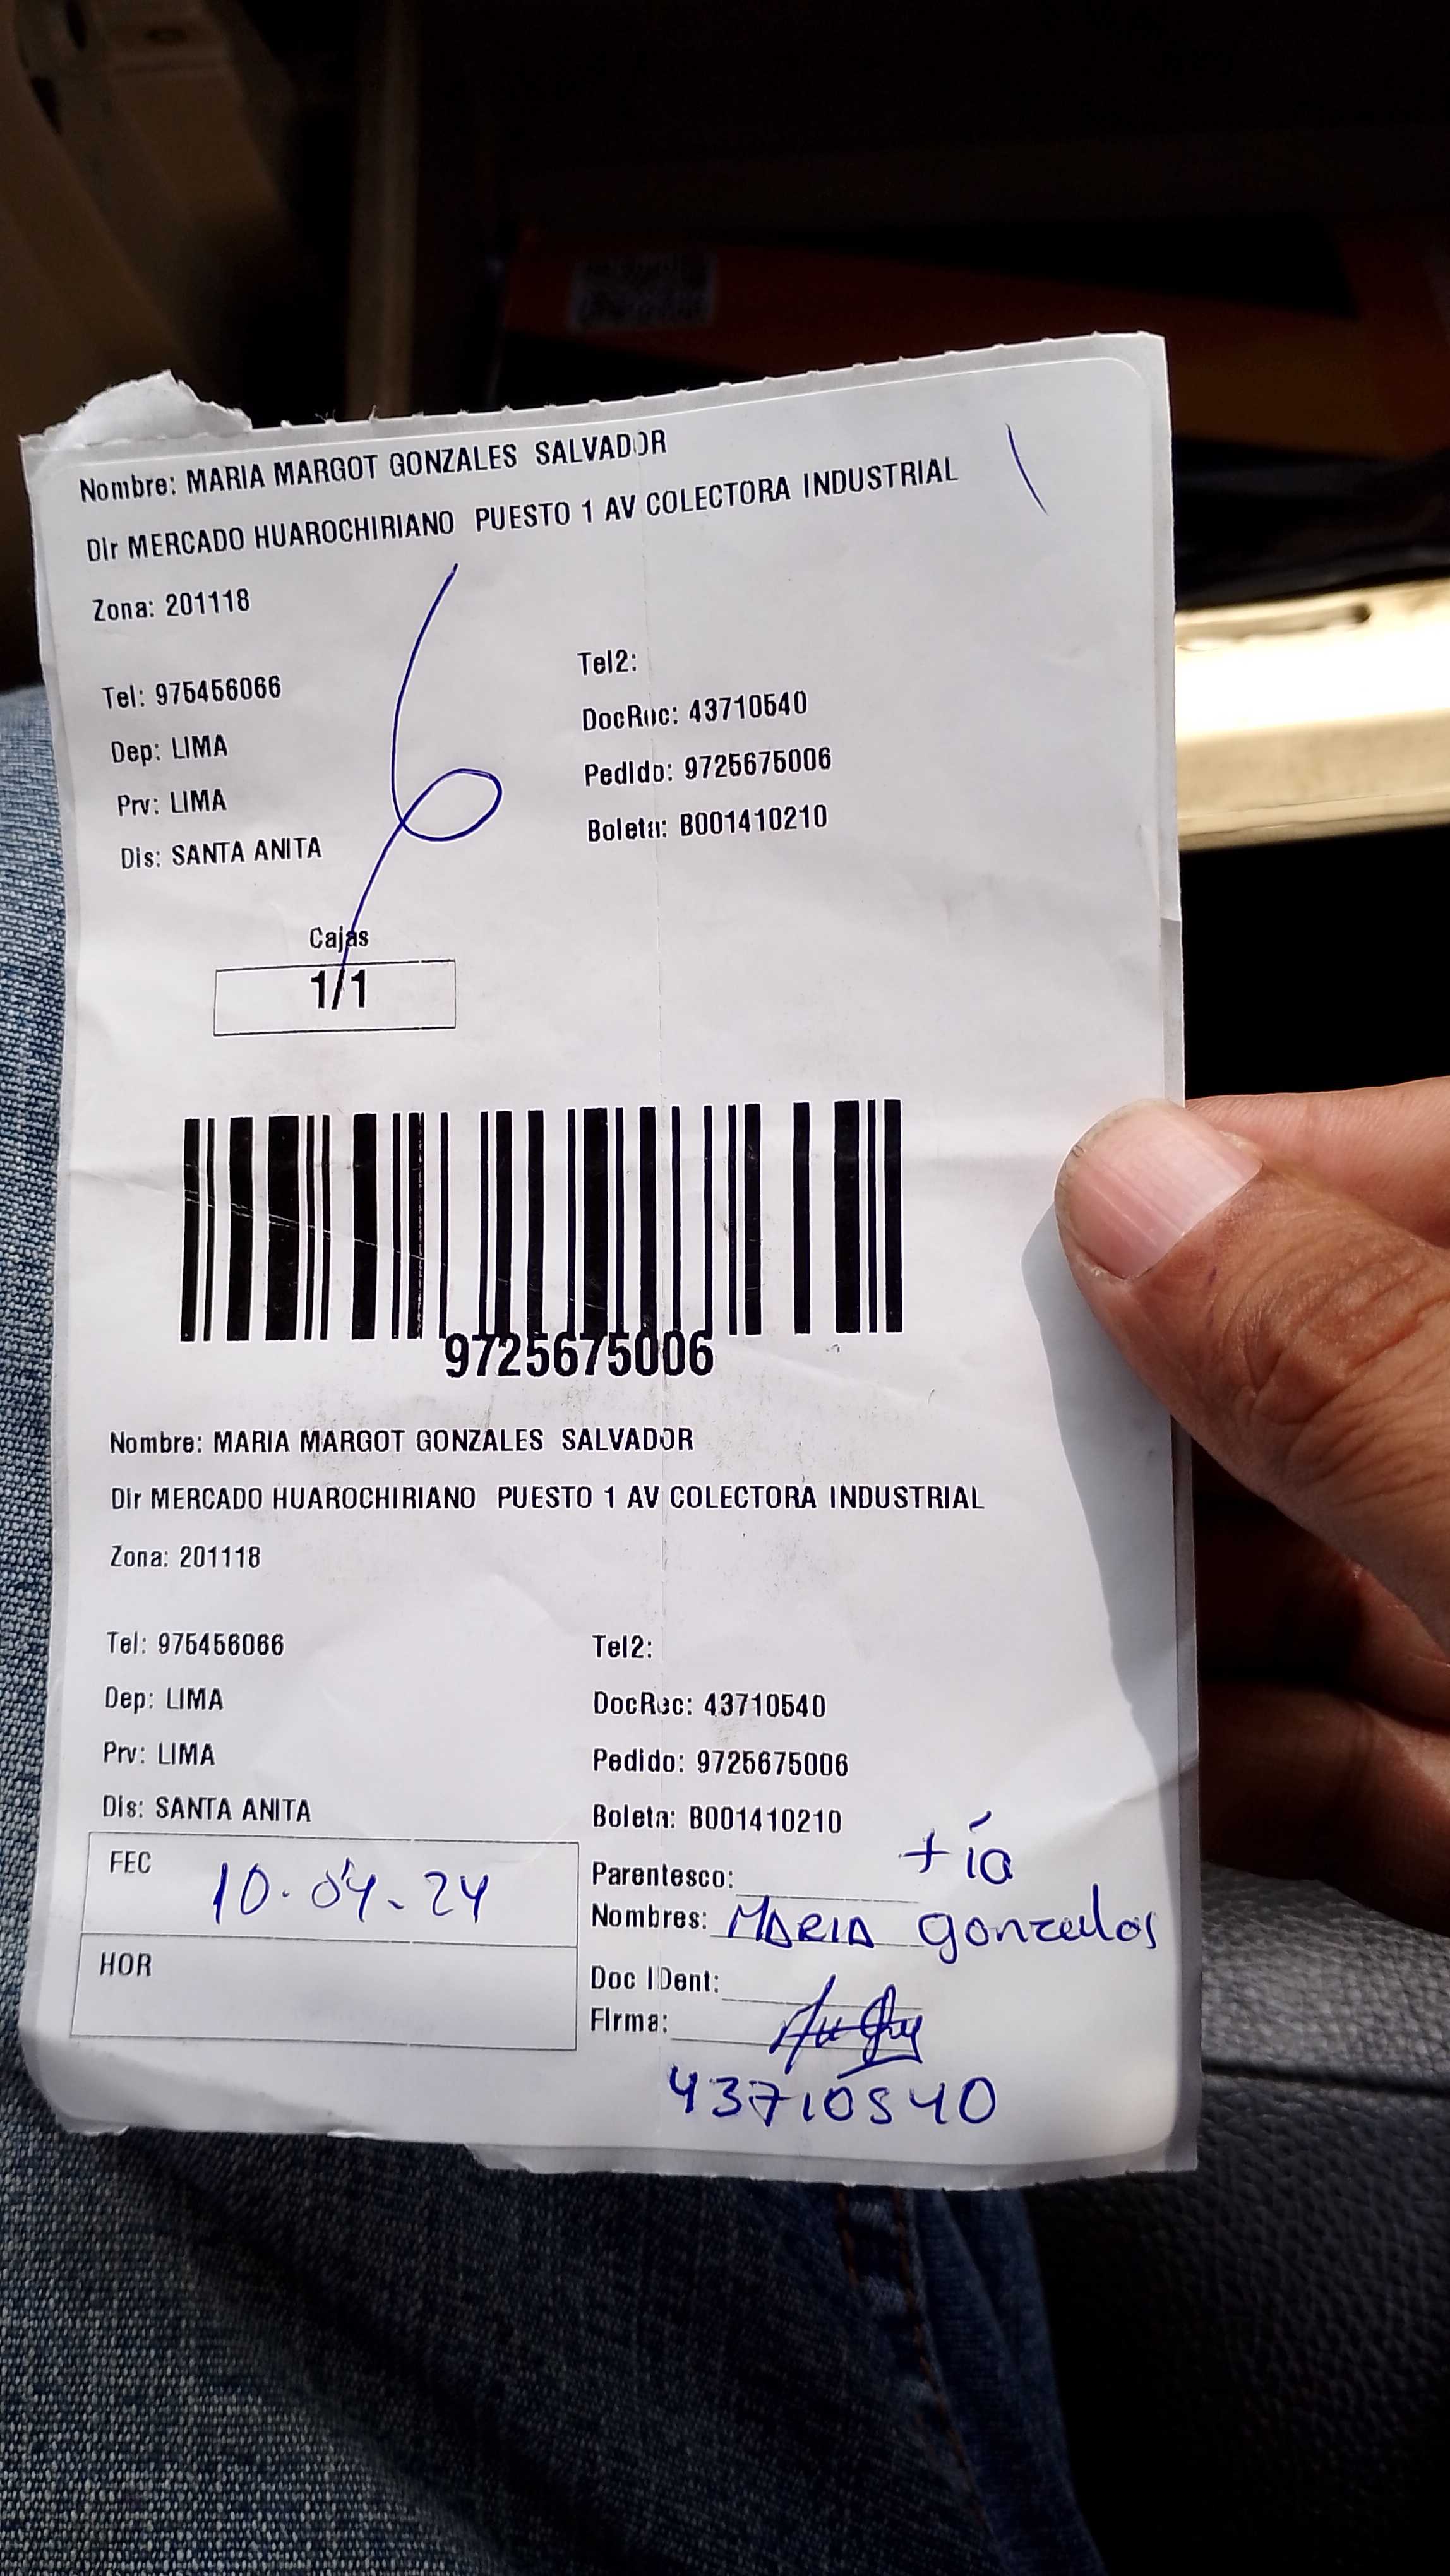 Nombre: MARIA MARGOT GONZALES SALVADOR
Dir MERCADO HUAROCHIRIANO PUESTO 1 AV COLECTORA INDUSTRIAL
Zona: 201118
Tel: 975456066
Tel2:
Dep: LIMA
DocRec: 43710540
Prv: LIMA
Pedido: 9725675006
Dis: SANTA ANITA
Boleta: B001410210
6
Cajas
1/1
9725675006
Nombre: MARIA MARGOT GONZALES SALVADOR
Dir MERCADO HUAROCHIRIANO PUESTO 1 AV COLECTORA INDUSTRIAL
Zona: 201118
Tel: 975456066
Tel2:
Dep: LIMA
DocRec: 43710540
Prv: LIMA
Pedido: 9725675006
Dis: SANTA ANITA
Boleta: B001410210
FEC 10.04.24
HOR
Parentesco: tía
Nombres: MARIA gonzalos
Doc IDent:
Firma:
43710540